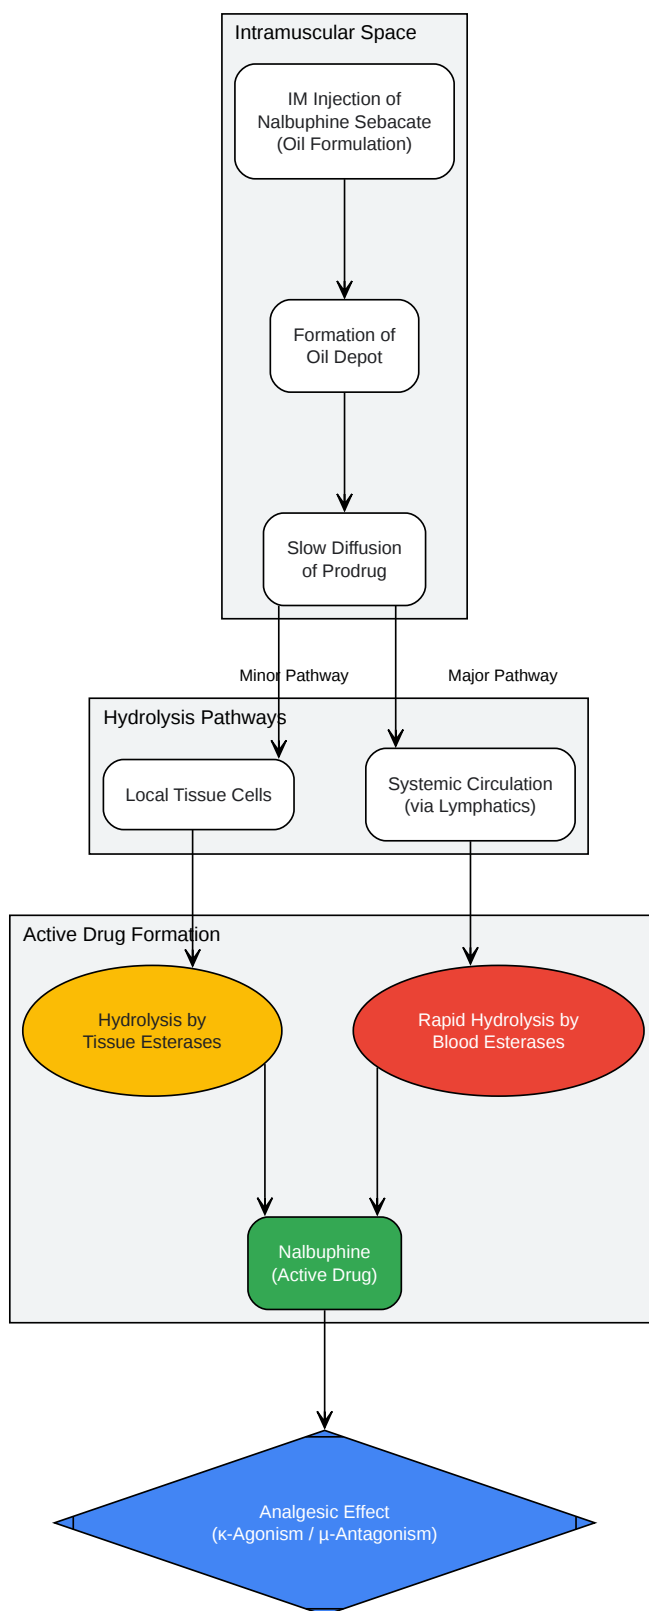 Intramuscular Space
IM Injection of
Nalbuphine Sebacate
(Oil Formulation)
Formation of
Oil Depot
Slow Diffusion
of Prodrug
Minor Pathway
Major Pathway
Hydrolysis Pathways
Local Tissue Cells
Systemic Circulation
(via Lymphatics)
Active Drug Formation
Hydrolysis by
Tissue Esterases
Rapid Hydrolysis by
Blood Esterases
Nalbuphine
(Active Drug)
Analgesic Effect
(κ-Agonism / µ-Antagonism)